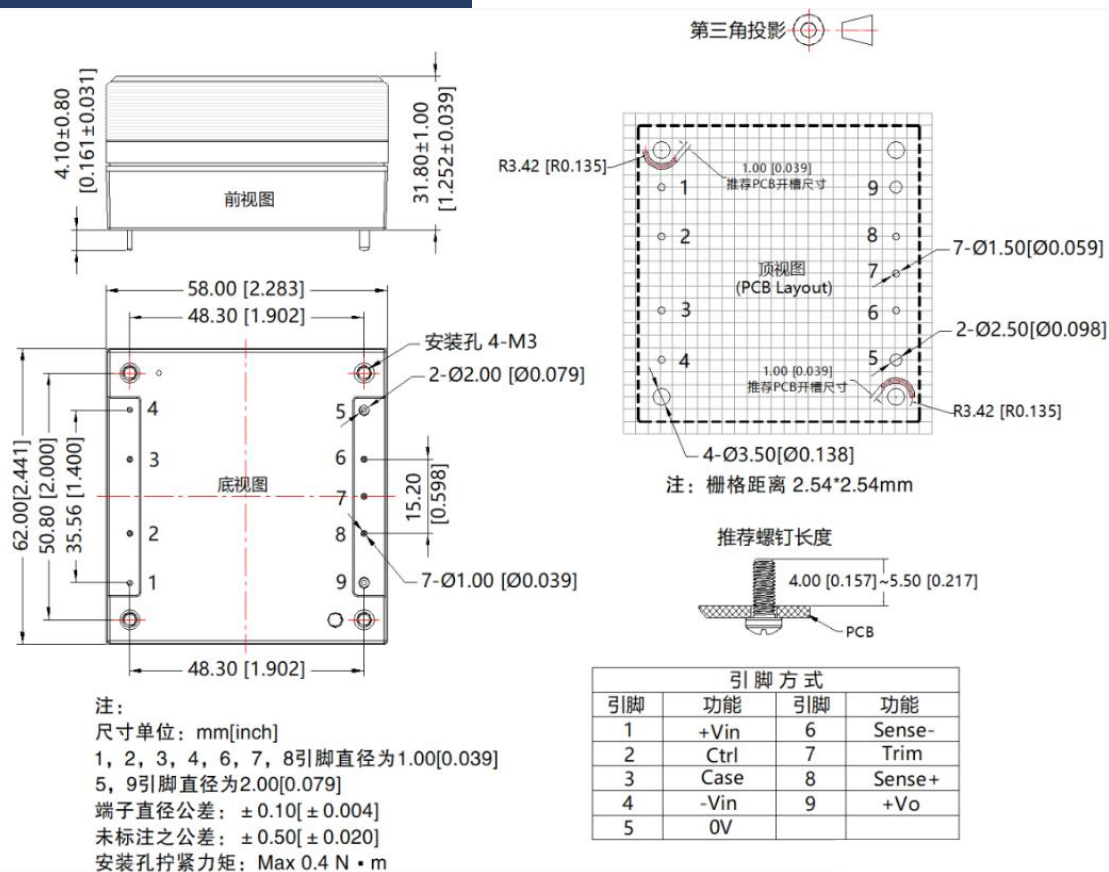 第三角投影
4.10±0.80
[0.161±0.031]
前视图
31.80±1.00
[1.252±0.039]
R3.42 [R0.135]
1.00 [0.039]
推荐PCB开槽尺寸
1
9
2
8
顶视图
(PCB Layout)
7
7-Ø1.50[Ø0.059]
3
6
4
5
2-Ø2.50[Ø0.098]
1.00 [0.039]
推荐PCB开槽尺寸
R3.42 [R0.135]
4-Ø3.50[Ø0.138]
注：栅格距离 2.54*2.54mm
58.00 [2.283]
48.30 [1.902]
安装孔 4-M3
2-Ø2.00 [Ø0.079]
62.00[2.441]
50.80 [2.000]
35.56 [1.400]
4
5
3
6
底视图
7
15.20
[0.598]
2
8
1
9
7-Ø1.00 [Ø0.039]
48.30 [1.902]
推荐螺钉长度
4.00 [0.157]~5.50 [0.217]
PCB
注：
尺寸单位：mm[inch]
1，2，3，4，6，7，8引脚直径为1.00[0.039]
5，9引脚直径为2.00[0.079]
端子直径公差：±0.10[±0.004]
未标注之公差：±0.50[±0.020]
安装孔拧紧力矩：Max 0.4 N·m
引脚方式
引脚 功能 引脚 功能
1 +Vin 6 Sense-
2 Ctrl 7 Trim
3 Case 8 Sense+
4 -Vin 9 +Vo
5 0V